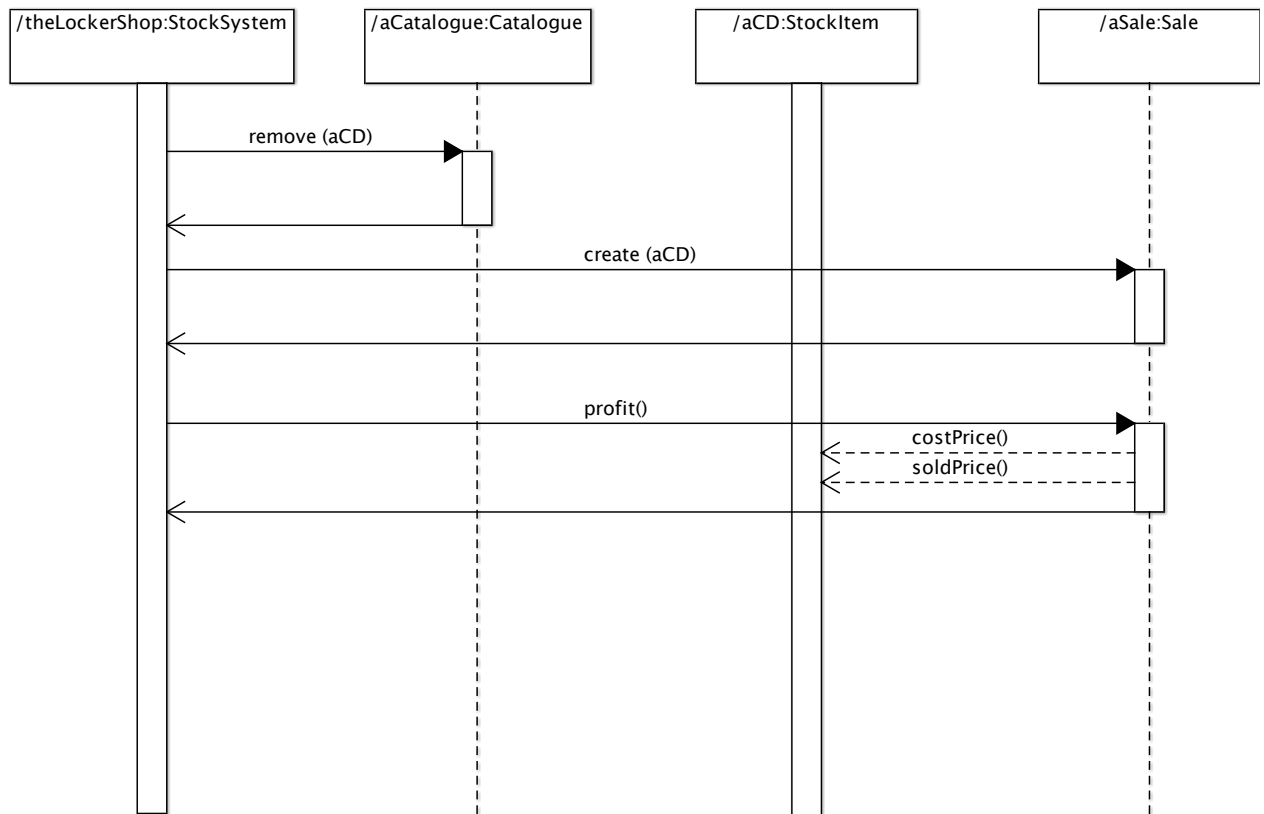 /theLockerShop:StockSystem
/aCatalogue:Catalogue
/aCD:StockItem
/aSale:Sale
remove (aCD)
create (aCD)
profit()
costPrice()
soldPrice()